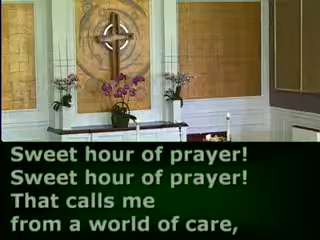 Sweet hour of prayer!
Sweet hour of prayer!
That calls me
from a world of care,